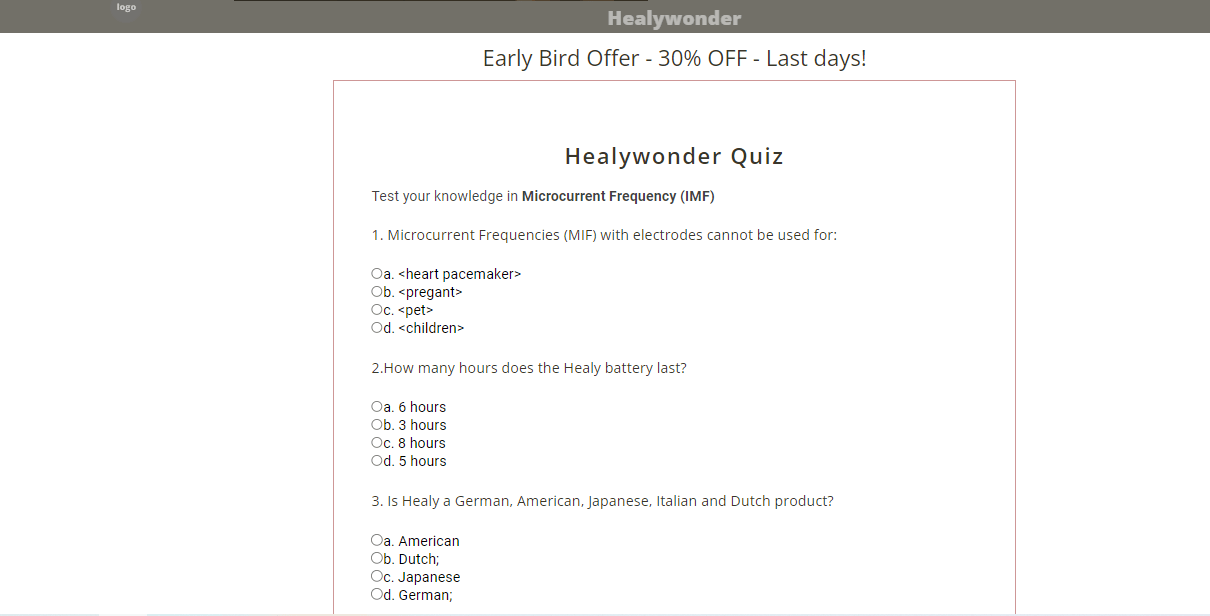 logo
Healywonder
Early Bird Offer - 30% OFF - Last days!
Healywonder Quiz
Test your knowledge in Microcurrent Frequency (IMF)
1. Microcurrent Frequencies (MIF) with electrodes cannot be used for:
a. <heart pacemaker>
b. <pregant>
c. <pet>
d. <children>
2.How many hours does the Healy battery last?
a. 6 hours
b. 3 hours
c. 8 hours
d. 5 hours
3. Is Healy a German, American, Japanese, Italian and Dutch product?
a. American
b. Dutch;
c. Japanese
d. German;